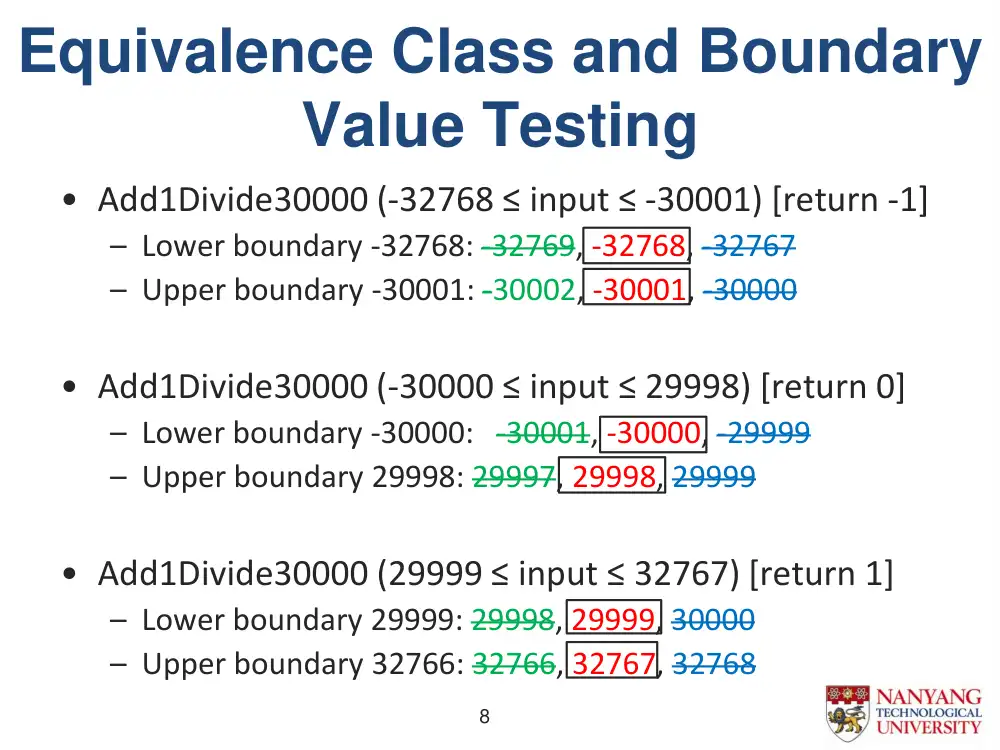 Equivalence Class and Boundary
Value Testing
• Add1Divide30000 (-32768 ≤ input ≤ -30001) [return -1]
– Lower boundary -32768: -32769, -32768, -32767
– Upper boundary -30001: -30002, -30001, -30000
• Add1Divide30000 (-30000 ≤ input ≤ 29998) [return 0]
– Lower boundary -30000: -30001, -30000, -29999
– Upper boundary 29998: 29997, 29998, 29999
• Add1Divide30000 (29999 ≤ input ≤ 32767) [return 1]
– Lower boundary 29999: 29998, 29999, 30000
– Upper boundary 32766: 32766, 32767, 32768
8
NANYANG
TECHNOLOGICAL
UNIVERSITY